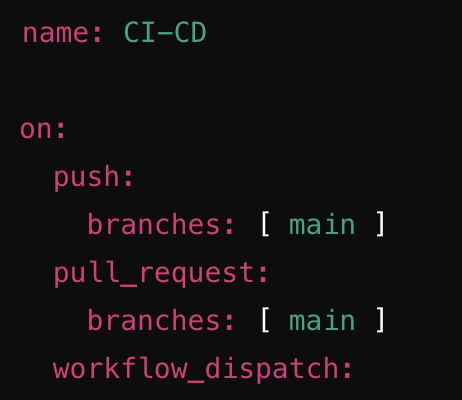 name: CI-CD
on:
push:
branches: [ main ]
pull_request:
branches: [ main ]
workflow_dispatch: